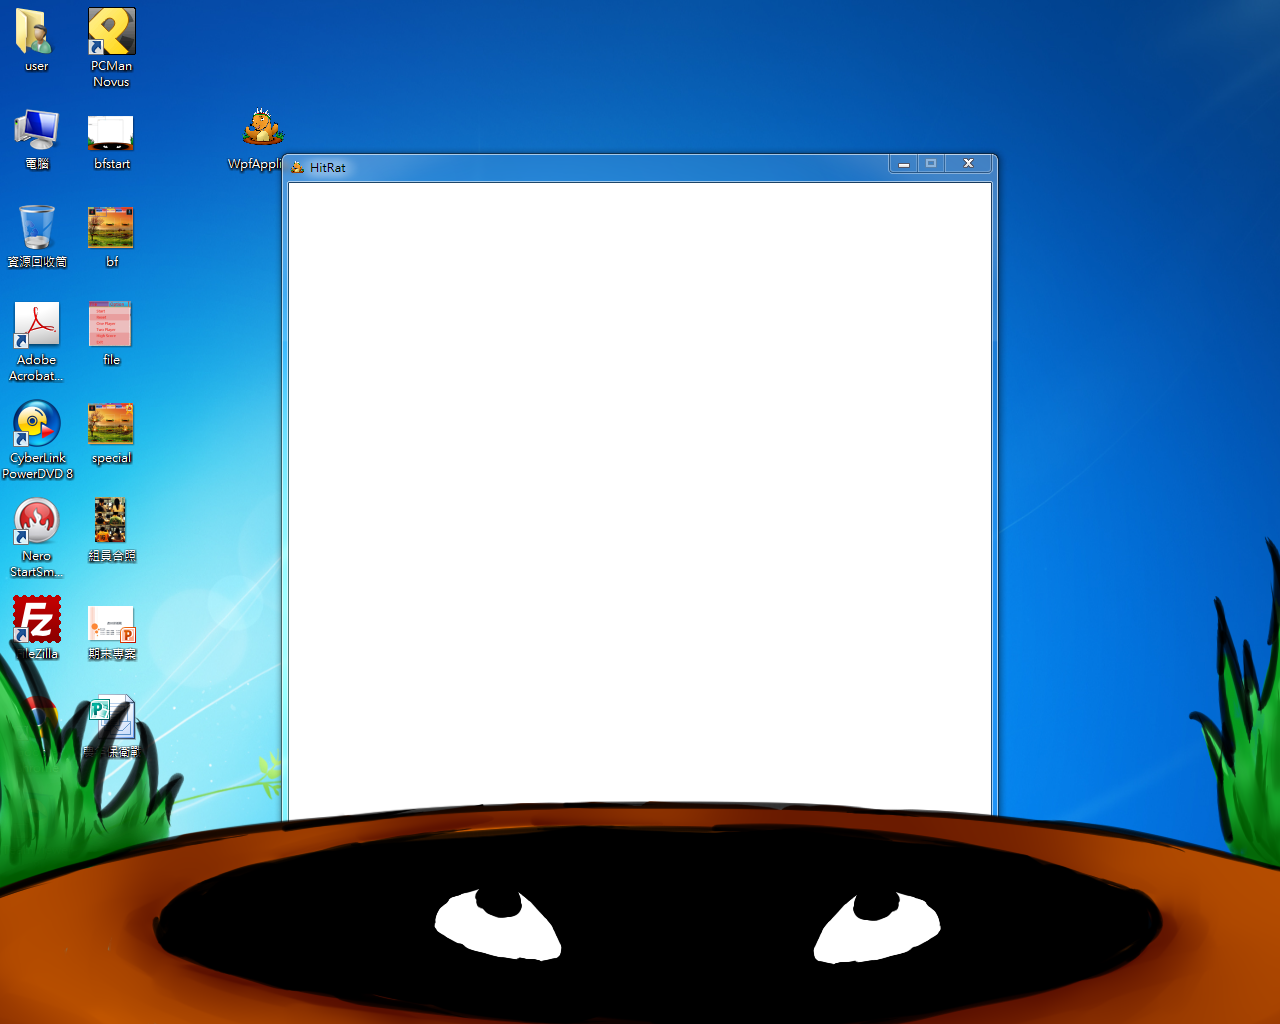 user
PCMan
Novus
電腦
bfstart
WpfAppli
HitRat
資源回收筒
bf
Adobe
Acrobat...
file
CyberLink
PowerDVD 8
special
Nero
StartSm...
組員合照
FileZilla
期末專案